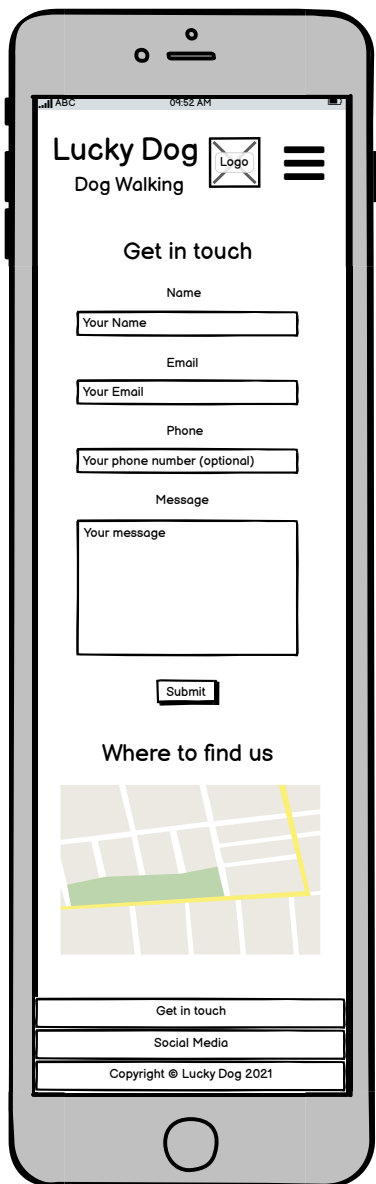 ABC 09:52 AM
Lucky Dog
Logo
Dog Walking
Get in touch
Name
Your Name
Email
Your Email
Phone
Your phone number (optional)
Message
Your message
Submit
Where to find us
Get in touch
Social Media
Copyright © Lucky Dog 2021